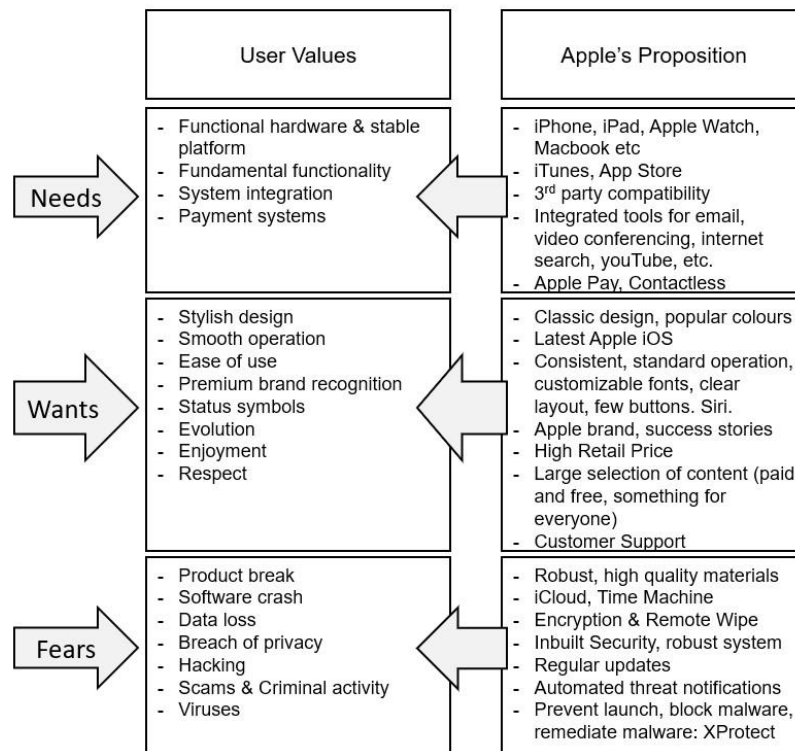 User Values
Apple's Proposition
Needs
- Functional hardware & stable
platform
- Fundamental functionality
- System integration
- Payment systems
- iPhone, iPad, Apple Watch,
Macbook etc
- iTunes, App Store
- 3rd party compatibility
- Integrated tools for email,
video conferencing, internet
search, youTube, etc.
- Apple Pay, Contactless
Wants
- Stylish design
- Smooth operation
- Ease of use
- Premium brand recognition
- Status symbols
- Evolution
- Enjoyment
- Respect
- Classic design, popular colours
- Latest Apple iOS
- Consistent, standard operation,
customizable fonts, clear
layout, few buttons. Siri.
- Apple brand, success stories
- High Retail Price
- Large selection of content (paid
and free, something for
everyone)
- Customer Support
Fears
- Product break
- Software crash
- Data loss
- Breach of privacy
- Hacking
- Scams & Criminal activity
- Viruses
- Robust, high quality materials
- iCloud, Time Machine
- Encryption & Remote Wipe
- Inbuilt Security, robust system
- Regular updates
- Automated threat notifications
- Prevent launch, block malware,
remediate malware: XProtect